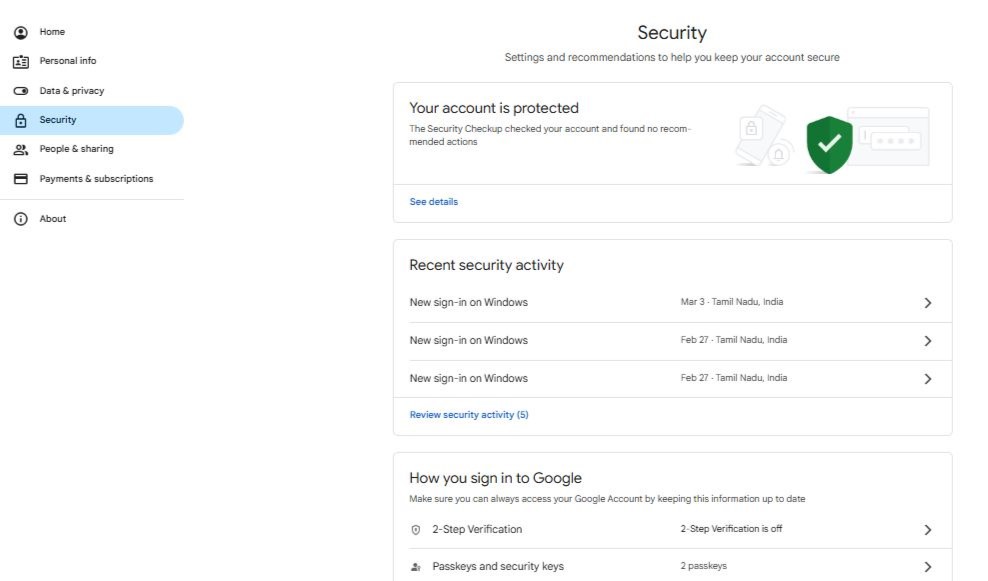 Home
Personal info
Data & privacy
Security
People & sharing
Payments & subscriptions
About
Security
Settings and recommendations to help you keep your account secure
Your account is protected
The Security Checkup checked your account and found no recom-
mended actions
See details
Recent security activity
New sign-in on Windows Mar 3 · Tamil Nadu, India
New sign-in on Windows Feb 27 · Tamil Nadu, India
New sign-in on Windows Feb 27 · Tamil Nadu, India
Review security activity (5)
How you sign in to Google
Make sure you can always access your Google Account by keeping this information up to date
2-Step Verification 2-Step Verification is off
Passkeys and security keys 2 passkeys